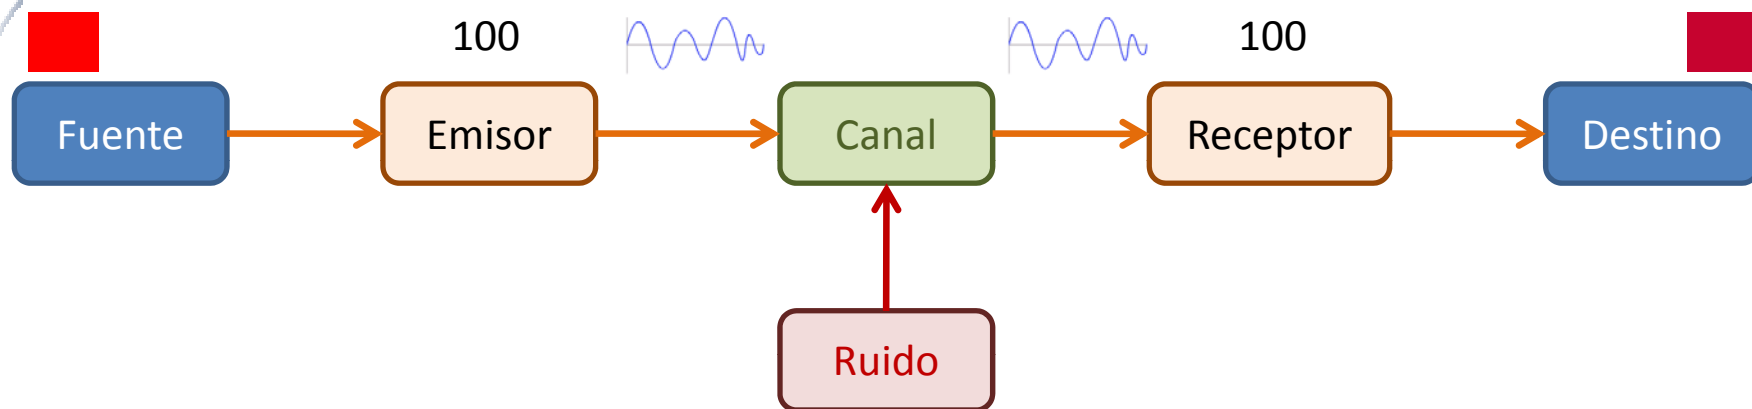 100
100
Fuente
Emisor
Canal
Receptor
Destino
Ruido